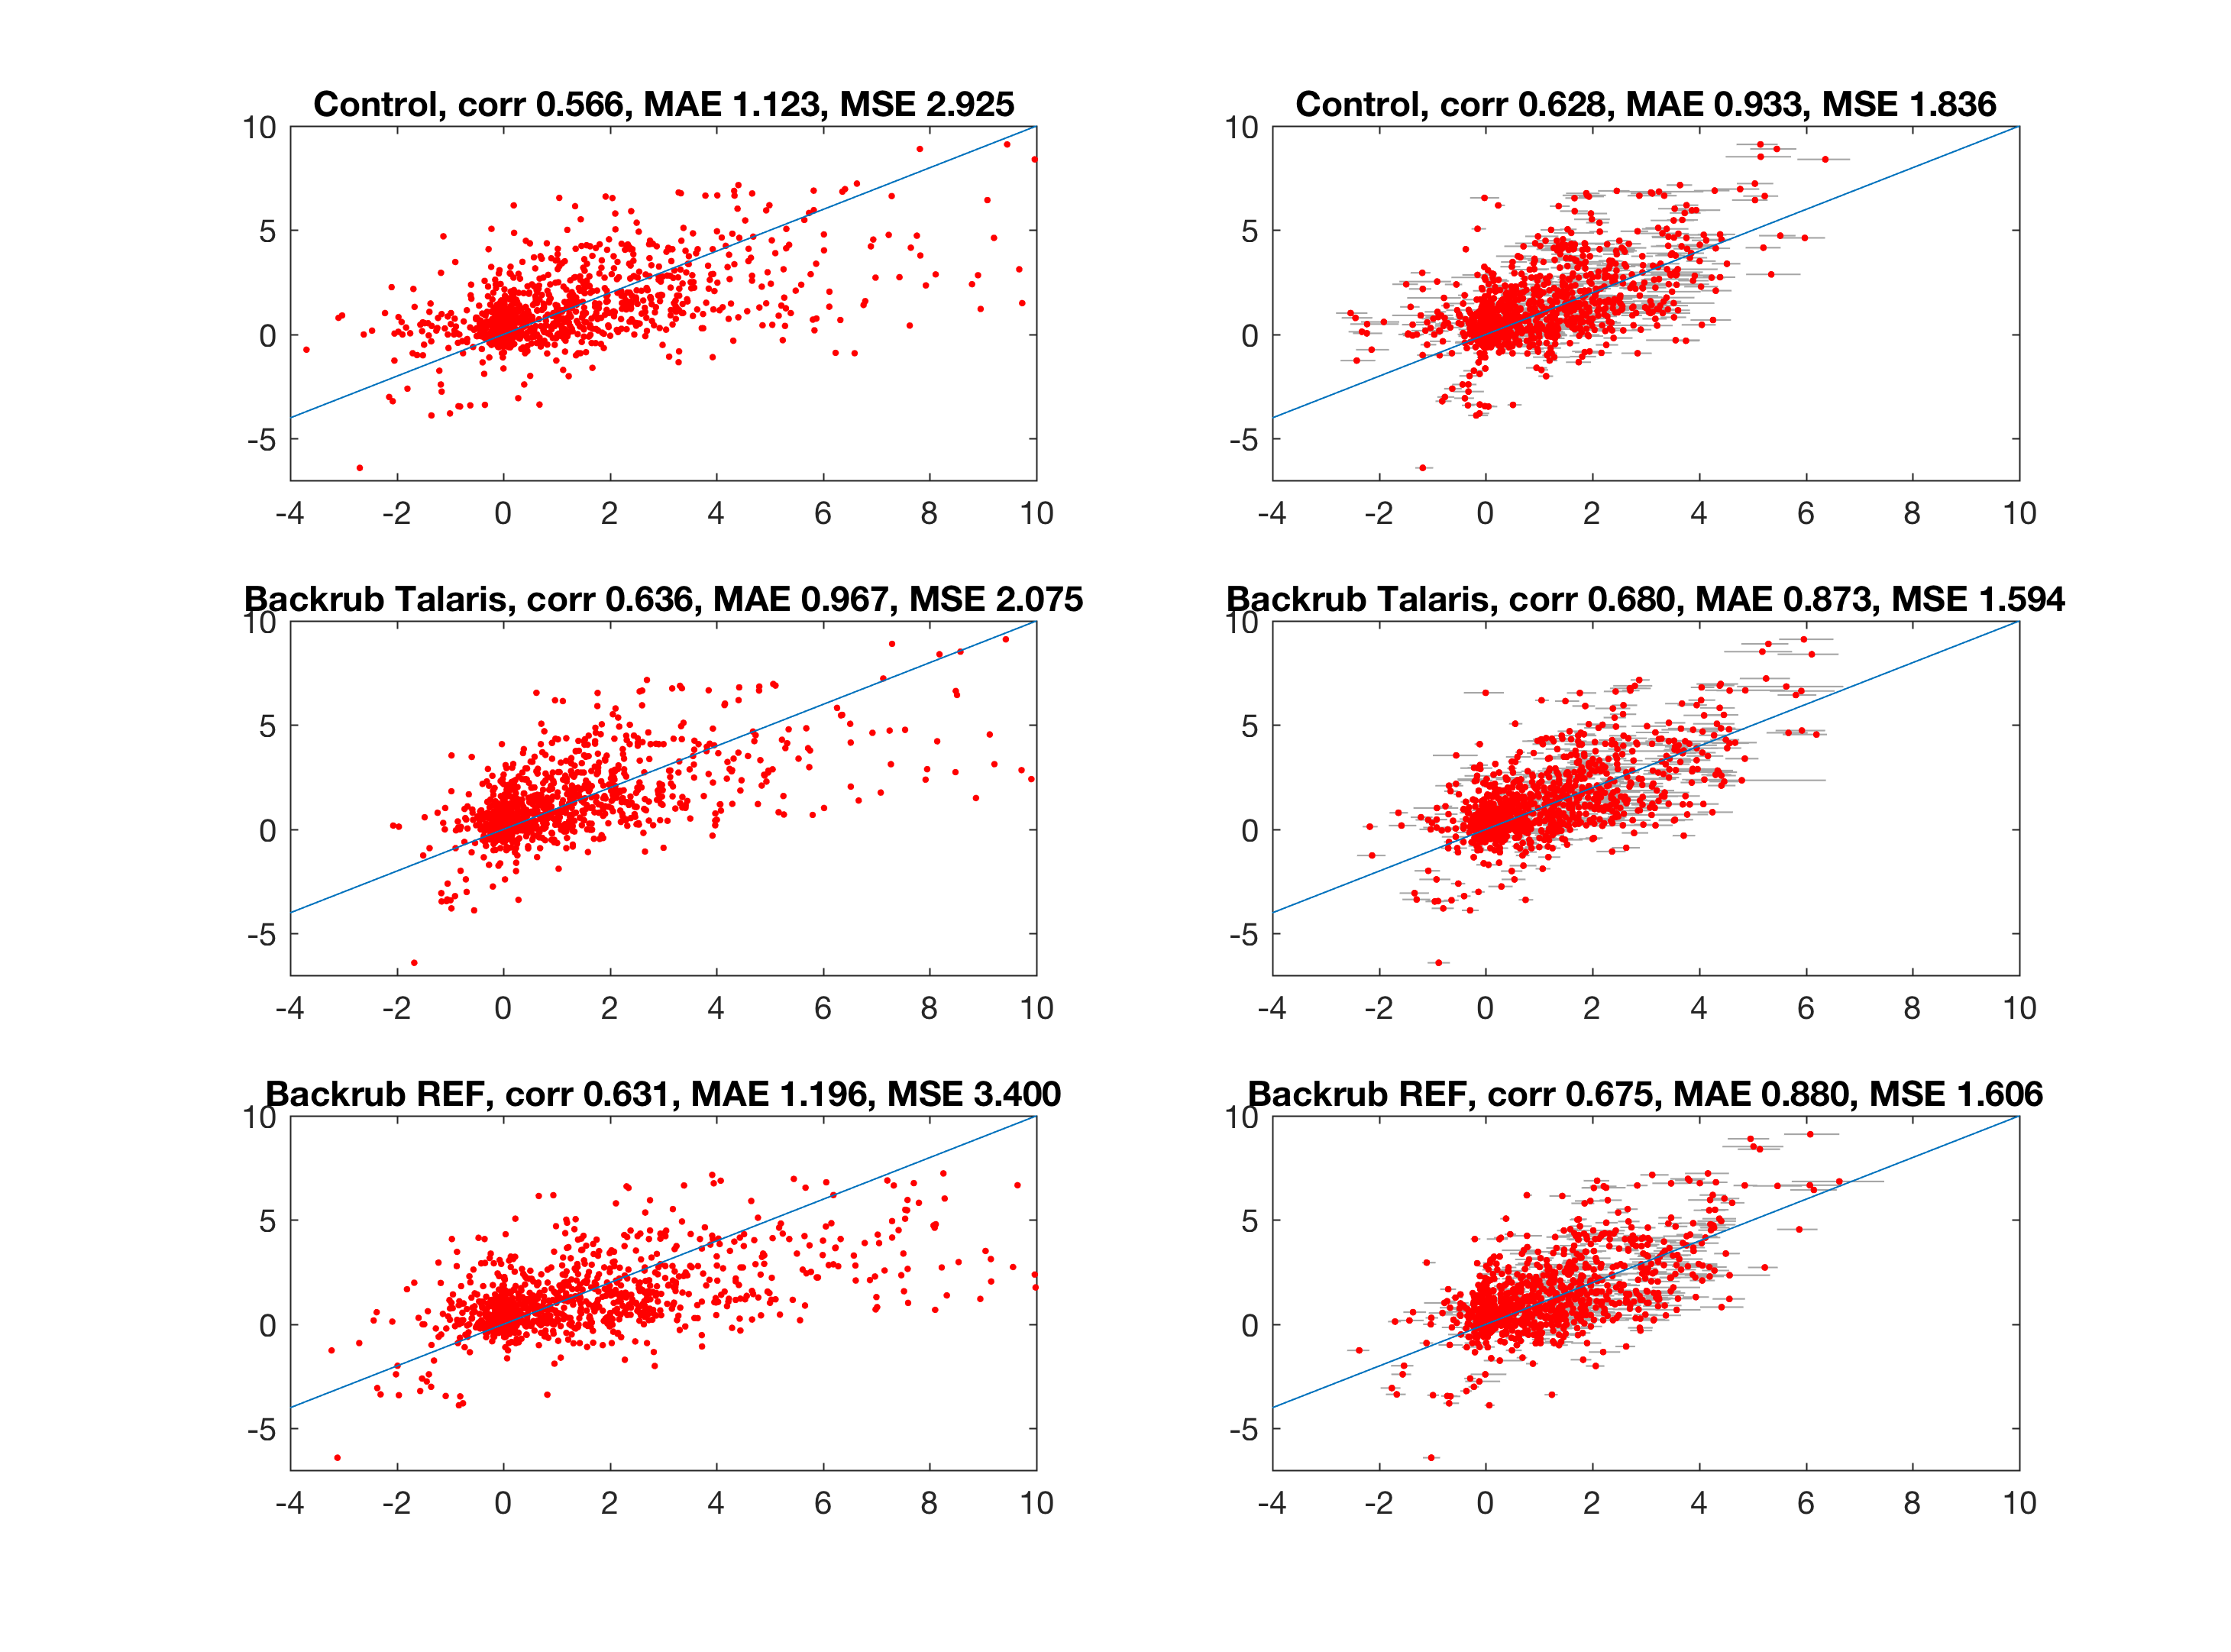 Control, corr 0.566, MAE 1.123, MSE 2.925
10
5
0
-5
-4 -2 0 2 4 6 8 10
Control, corr 0.628, MAE 0.933, MSE 1.836
10
5
0
-5
-4 -2 0 2 4 6 8 10
Backrub Talaris, corr 0.636, MAE 0.967, MSE 2.075
10
5
0
-5
-4 -2 0 2 4 6 8 10
Backrub Talaris, corr 0.680, MAE 0.873, MSE 1.594
10
5
0
-5
-4 -2 0 2 4 6 8 10
Backrub REF, corr 0.631, MAE 1.196, MSE 3.400
10
5
0
-5
-4 -2 0 2 4 6 8 10
Backrub REF, corr 0.675, MAE 0.880, MSE 1.606
10
5
0
-5
-4 -2 0 2 4 6 8 10